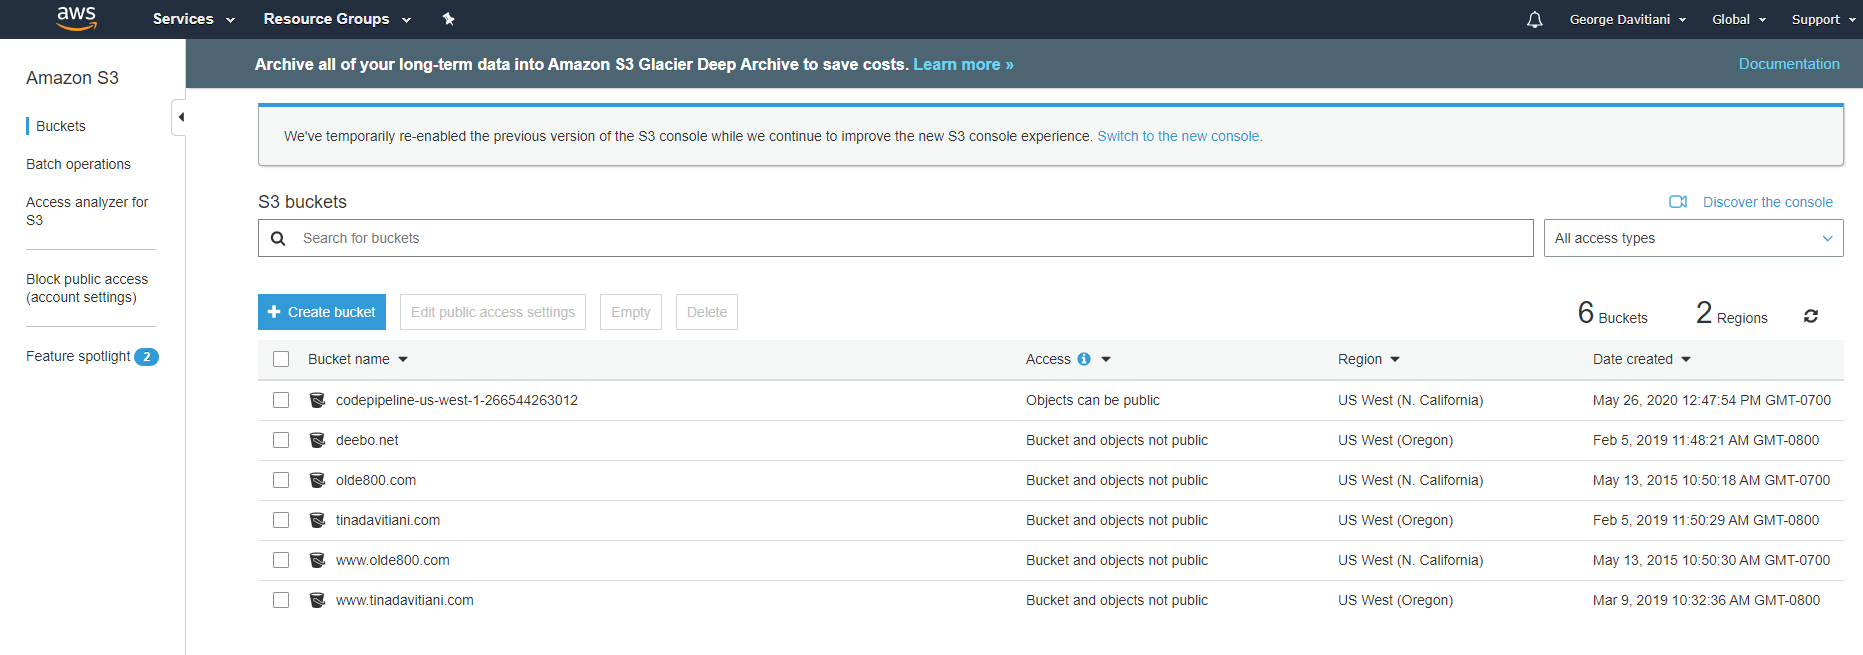 aws
Services Resource Groups George Davitiani Global Support
Amazon S3
Buckets
Batch operations
Access analyzer for
S3
Block public access
(account settings)
Feature spotlight 2
Archive all of your long-term data into Amazon S3 Glacier Deep Archive to save costs. Learn more » Documentation
We've temporarily re-enabled the previous version of the S3 console while we continue to improve the new S3 console experience. Switch to the new console.
S3 buckets Discover the console
Search for buckets All access types
Create bucket Edit public access settings Empty Delete 6 Buckets 2 Regions
Bucket name Access Region Date created
codepipeline-us-west-1-266544263012 Objects can be public US West (N. California) May 26, 2020 12:47:54 PM GMT-0700
deebo.net Bucket and objects not public US West (Oregon) Feb 5, 2019 11:48:21 AM GMT-0800
olde800.com Bucket and objects not public US West (N. California) May 13, 2015 10:50:18 AM GMT-0700
tinadavitiani.com Bucket and objects not public US West (Oregon) Feb 5, 2019 11:50:29 AM GMT-0800
www.olde800.com Bucket and objects not public US West (N. California) May 13, 2015 10:50:30 AM GMT-0700
www.tinadavitiani.com Bucket and objects not public US West (Oregon) Mar 9, 2019 10:32:36 AM GMT-0800